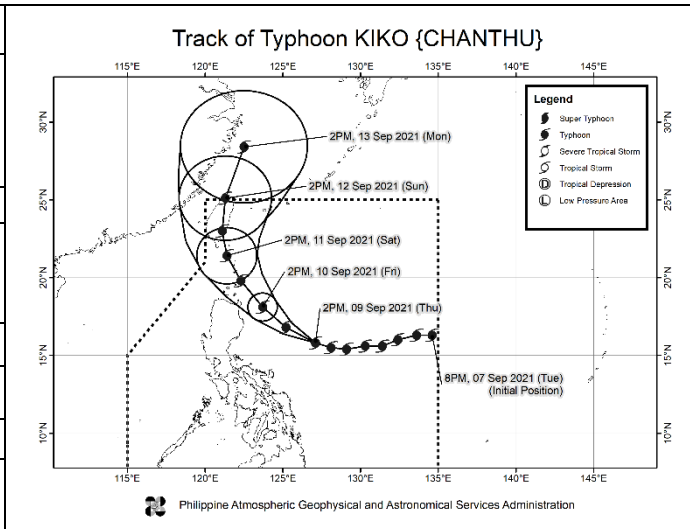 Track of Typhoon KIKO {CHANTHU}
115°E 120°E 125°E 130°E 135°E 140°E 145°E
Legend
Super Typhoon
Typhoon
Severe Tropical Storm
Tropical Storm
D Tropical Depression
L Low Pressure Area
30°N 30°N
2PM, 13 Sep 2021 (Mon)
2PM, 12 Sep 2021 (Sun)
25°N 25°N
2PM, 11 Sep 2021 (Sat)
20°N 20°N
2PM, 10 Sep 2021 (Fri)
2PM, 09 Sep 2021 (Thu)
15°N 15°N
8PM, 07 Sep 2021 (Tue)
(Initial Position)
10°N 10°N
115°E 120°E 125°E 130°E 135°E 140°E 145°E
Philippine Atmospheric Geophysical and Astronomical Services Administration